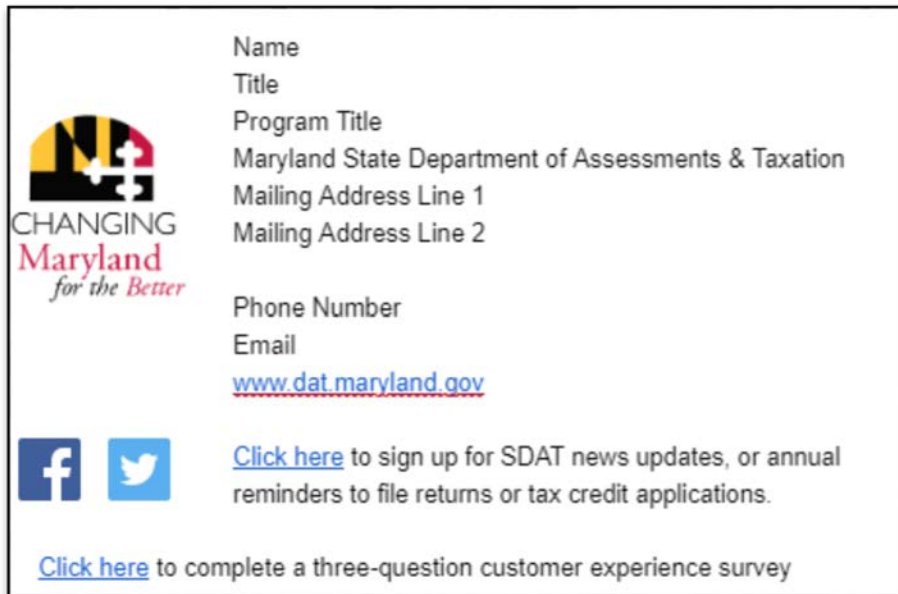 Name
Title
Program Title
Maryland State Department of Assessments & Taxation
Mailing Address Line 1
Mailing Address Line 2
CHANGING
Maryland
for the Better
Phone Number
Email
www.dat.maryland.gov
Click here to sign up for SDAT news updates, or annual
reminders to file returns or tax credit applications.
Click here to complete a three-question customer experience survey